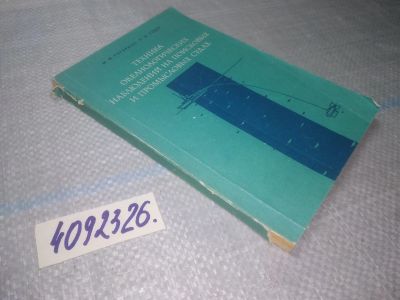 ТЕХНИКА
ОКЕАНОЛОГИЧЕСКИХ
НАБЛЮДЕНИЙ НА ПОИСКОВЫХ
И ПРОМЫСЛОВЫХ СУДАХ
4092326.